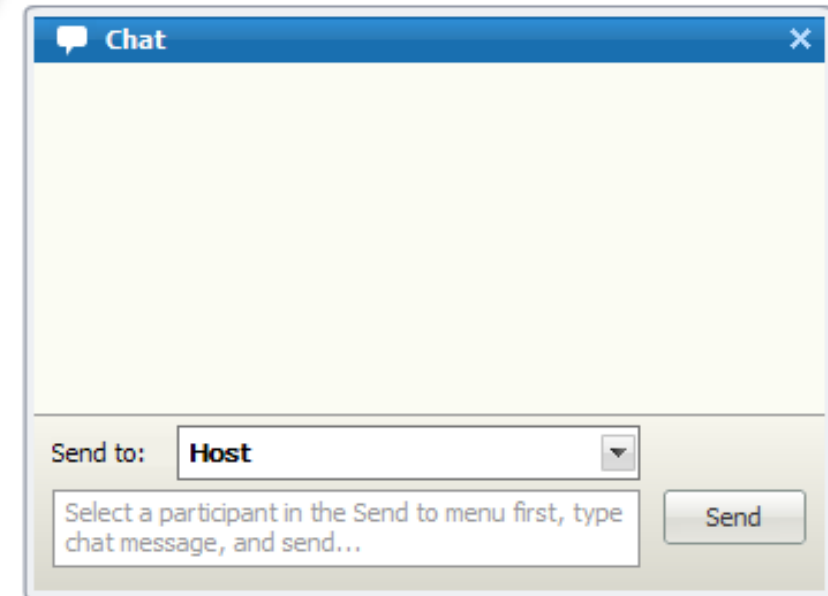 Chat
Send to: Host
Select a participant in the Send to menu first, type
chat message, and send...
Send